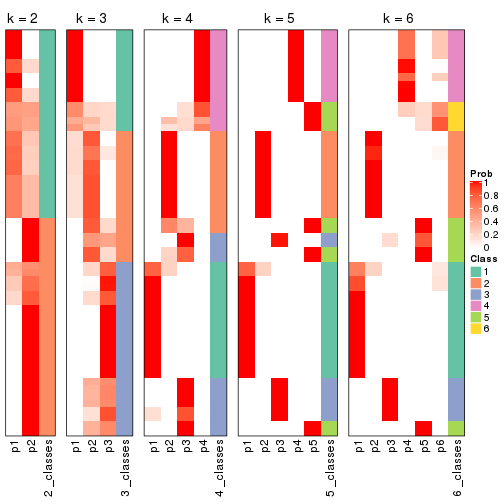 k = 2
k = 3
k = 4
k = 5
k = 6
Prob
1
0.8
0.6
0.4
0.2
0
Class
1
2
3
4
5
6
p1
p2
2_classes
p1
p2
p3
3_classes
p1
p2
p3
p4
4_classes
p1
p2
p3
p4
p5
5_classes
p1
p2
p3
p4
p5
p6
6_classes